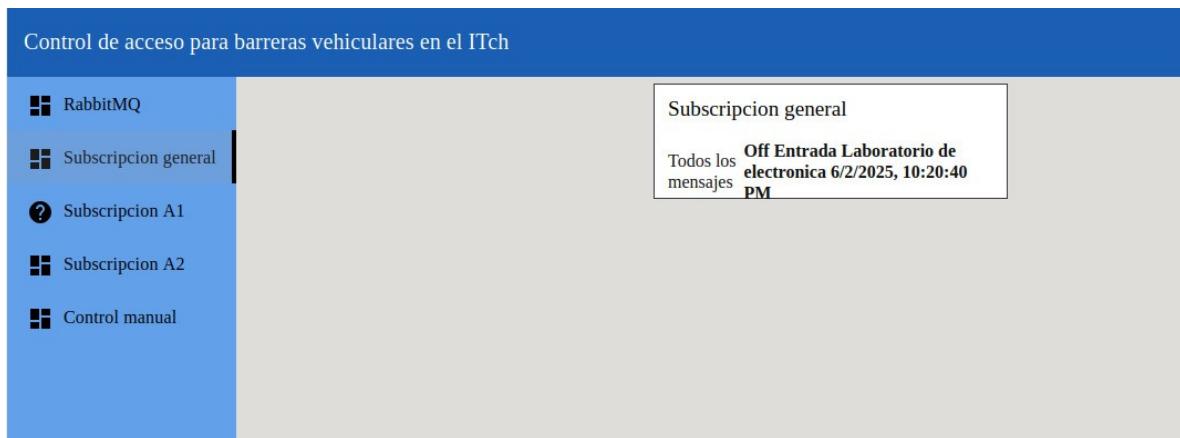 Control de acceso para barreras vehiculares en el ITch
RabbitMQ
Subscripcion general
Subscripcion A1
Subscripcion A2
Control manual
Subscripcion general
Todos los
mensajes
Off Entrada Laboratorio de
electronica 6/2/2025, 10:20:40
PM